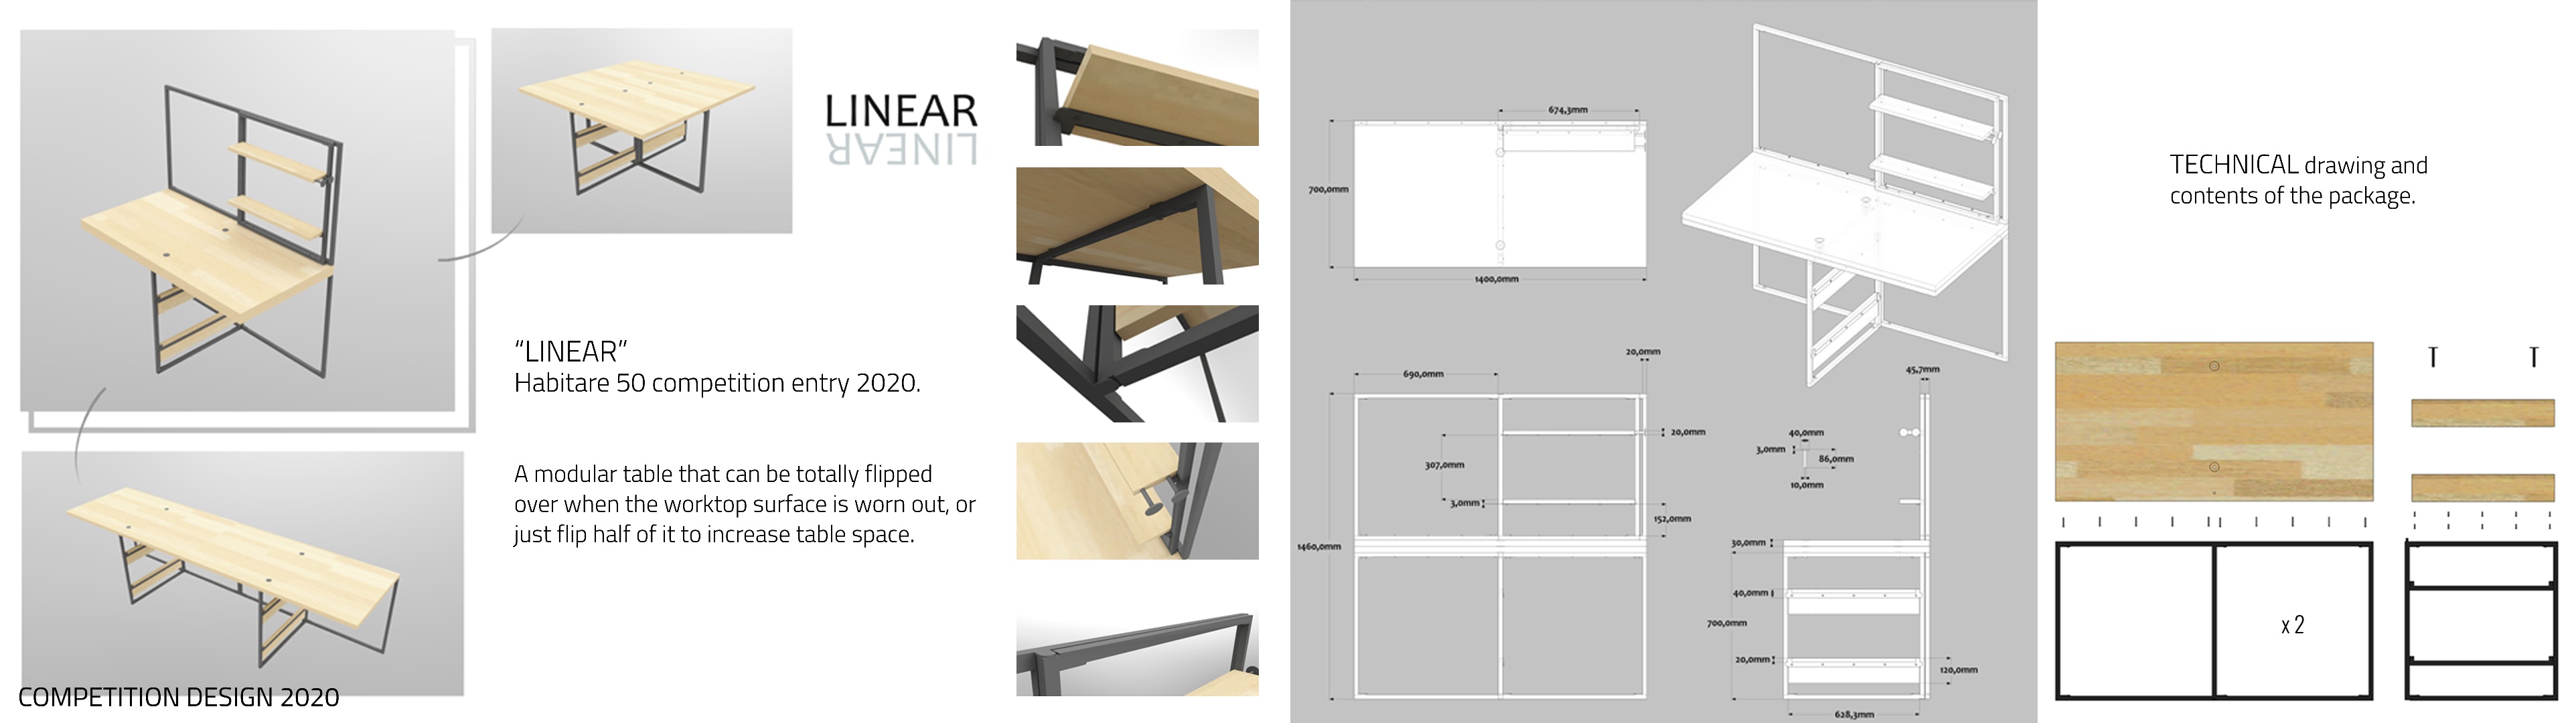 LINEAR
LINEAR
“LINEAR”
Habitare 50 competition entry 2020.
A modular table that can be totally flipped
over when the worktop surface is worn out, or
just flip half of it to increase table space.
COMPETITION DESIGN 2020
674,3mm
700,0mm
1400,0mm
20,0mm
690,0mm
20,0mm
307,0mm
3,0mm
152,0mm
1460,0mm
45,7mm
40,0mm
3,0mm
86,0mm
10,0mm
30,0mm
40,0mm
700,0mm
20,0mm
120,0mm
628,3mm
TECHNICAL drawing and
contents of the package.
x 2